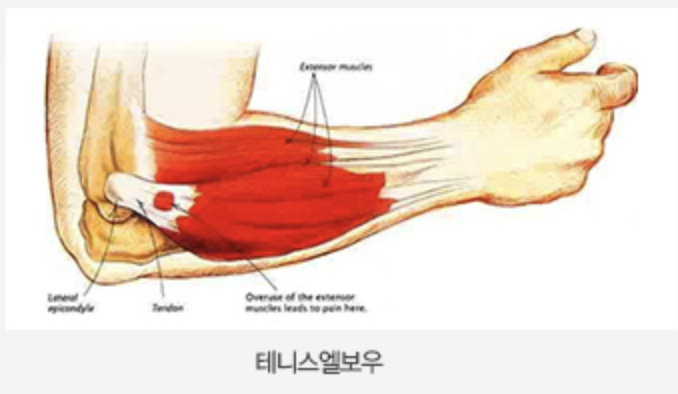 Extensor muscles
Lateral
epicondyle
Tendon
Overuse of the extensor
muscles leads to pain here.
테니스엘보우